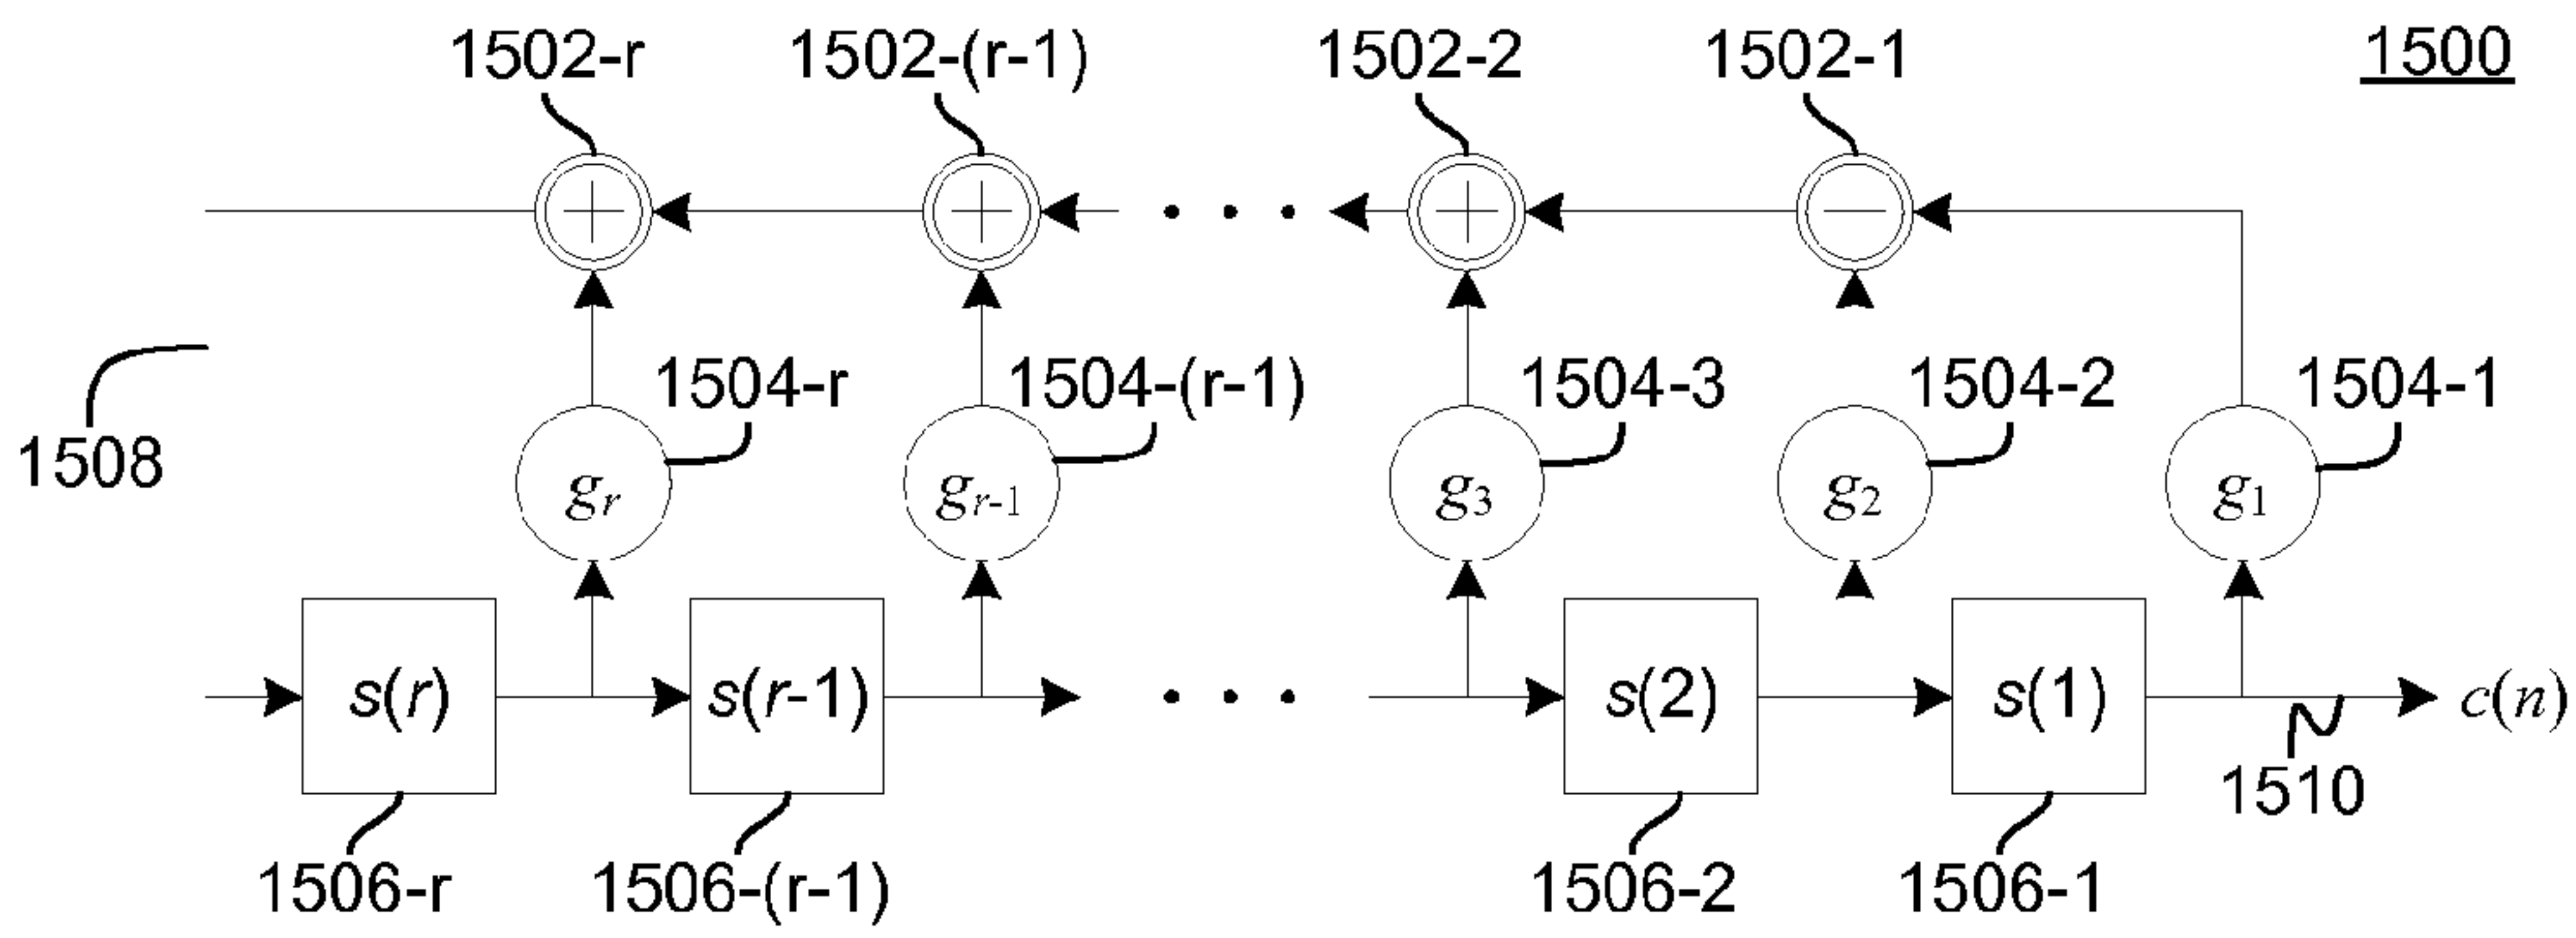 1502-r 1502-(r-1) 1502-2 1502-1 1500
1504-r 1504-(r-1) 1504-3 1504-2 1504-1
1508
gr gr-1 g3 g2 g1
s(r) s(r-1) s(2) s(1) c(n)
1510
1506-r 1506-(r-1) 1506-2 1506-1